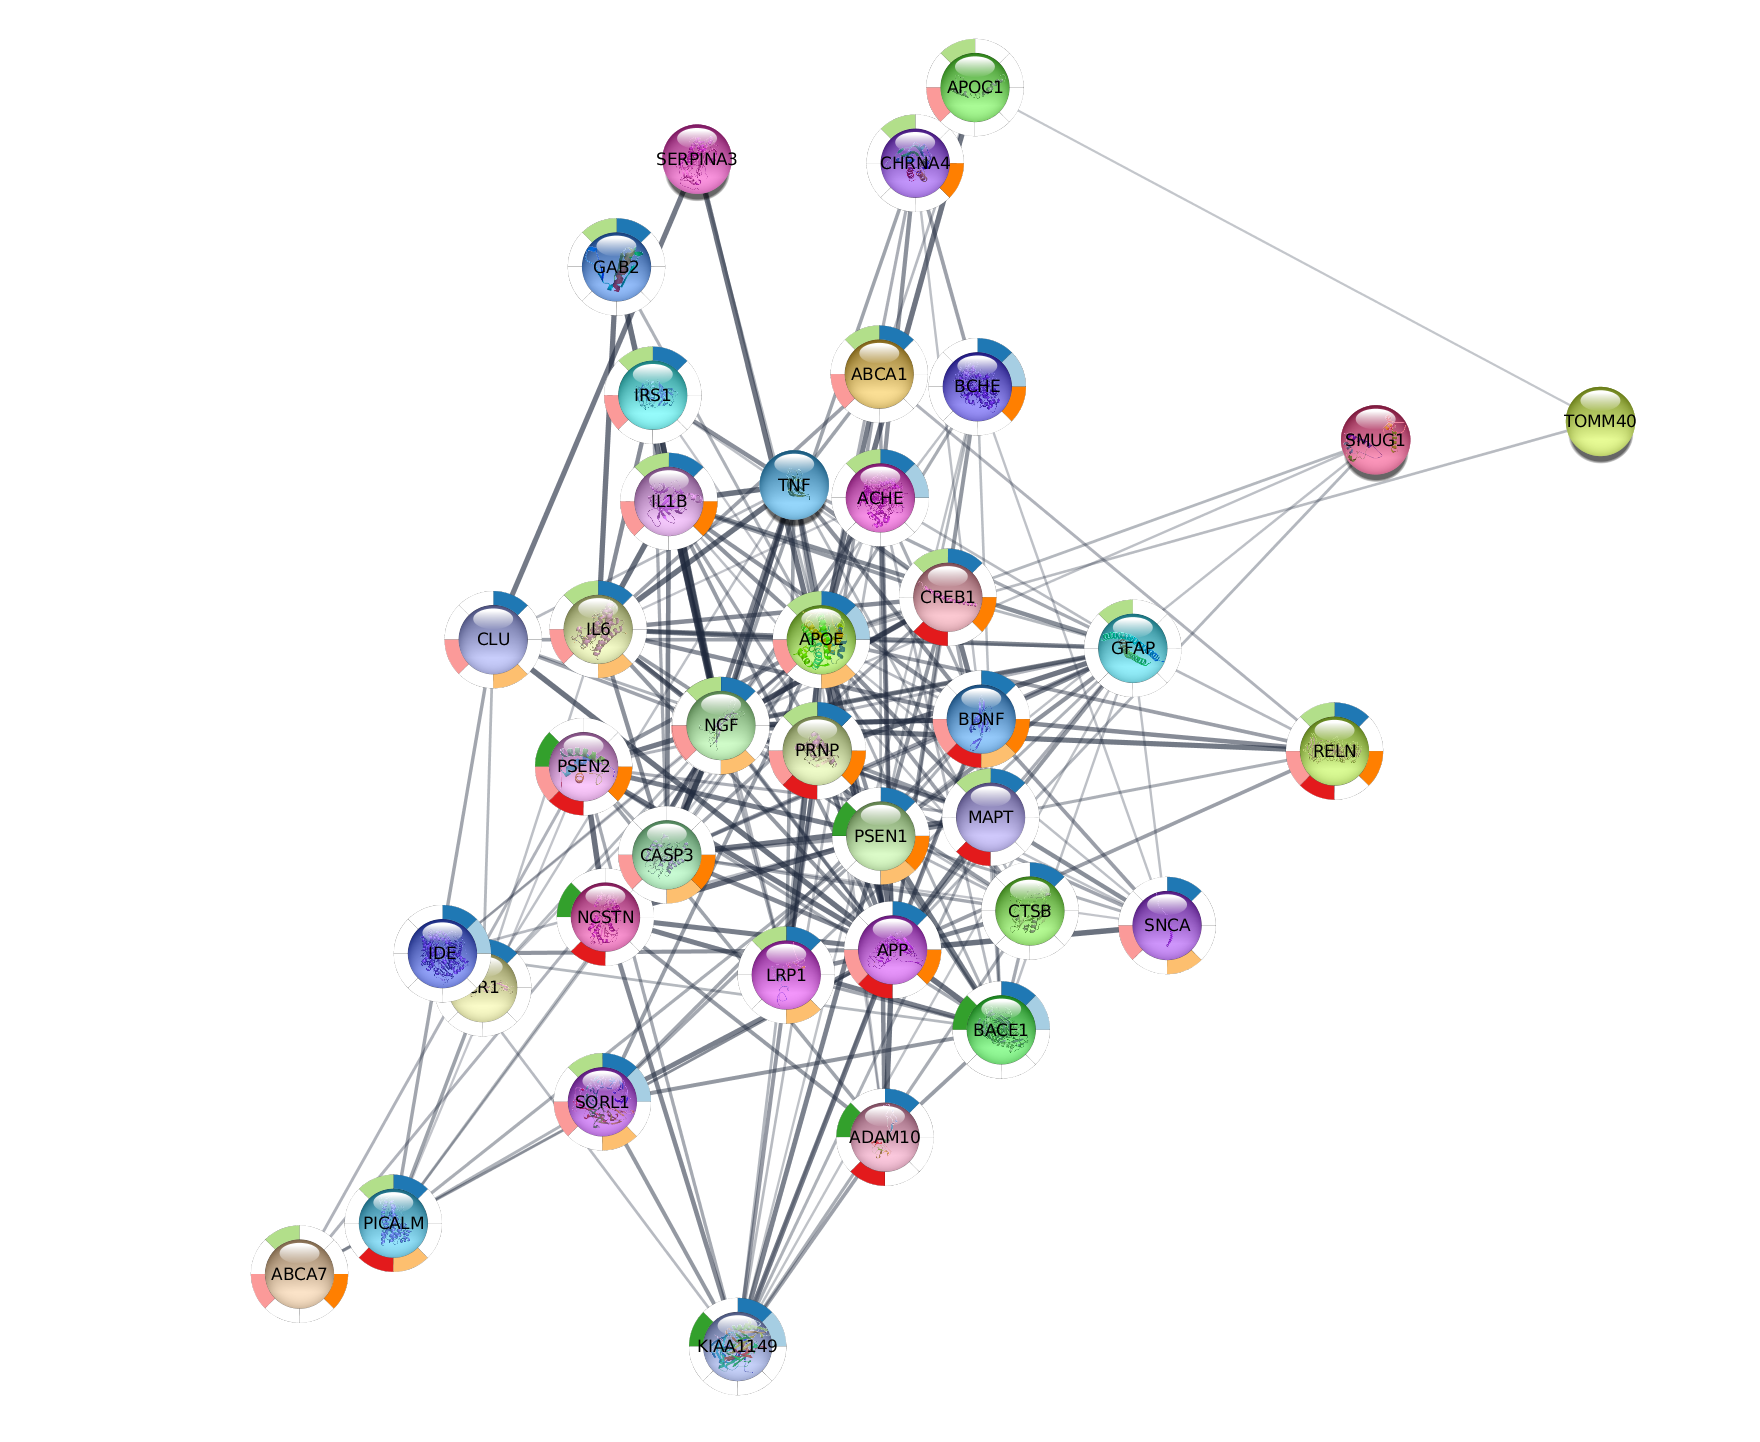 APOC1
SERPINA3
CHRNA4
GAB2
ABCA1
BCHE
IRS1
TOMM40
SMUG1
TNF
IL1B
ACHE
CREB1
IL6
CLU
APOE
GFAP
BDNF
NGF
PRNP
RELN
PSEN2
MAPT
PSEN1
CASP3
CTSB
NCSTN
SNCA
APP
IDE
LRP1
R1
BACE1
SORL1
ADAM10
PICALM
ABCA7
KIAA1149